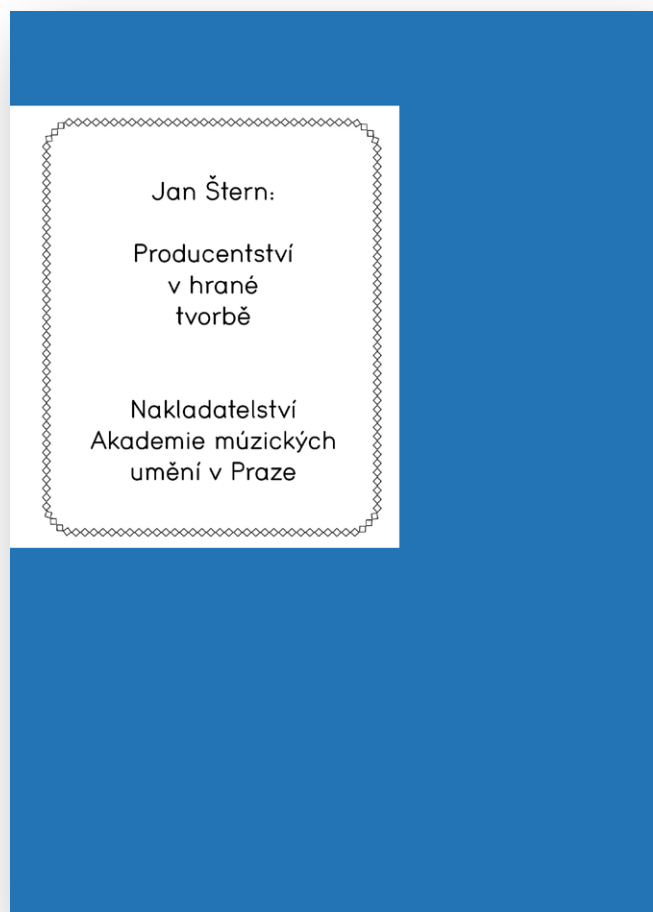 Jan Štern:
Producentství
v hrané
tvorbě
Nakladatelství
Akademie múzických
umění v Praze